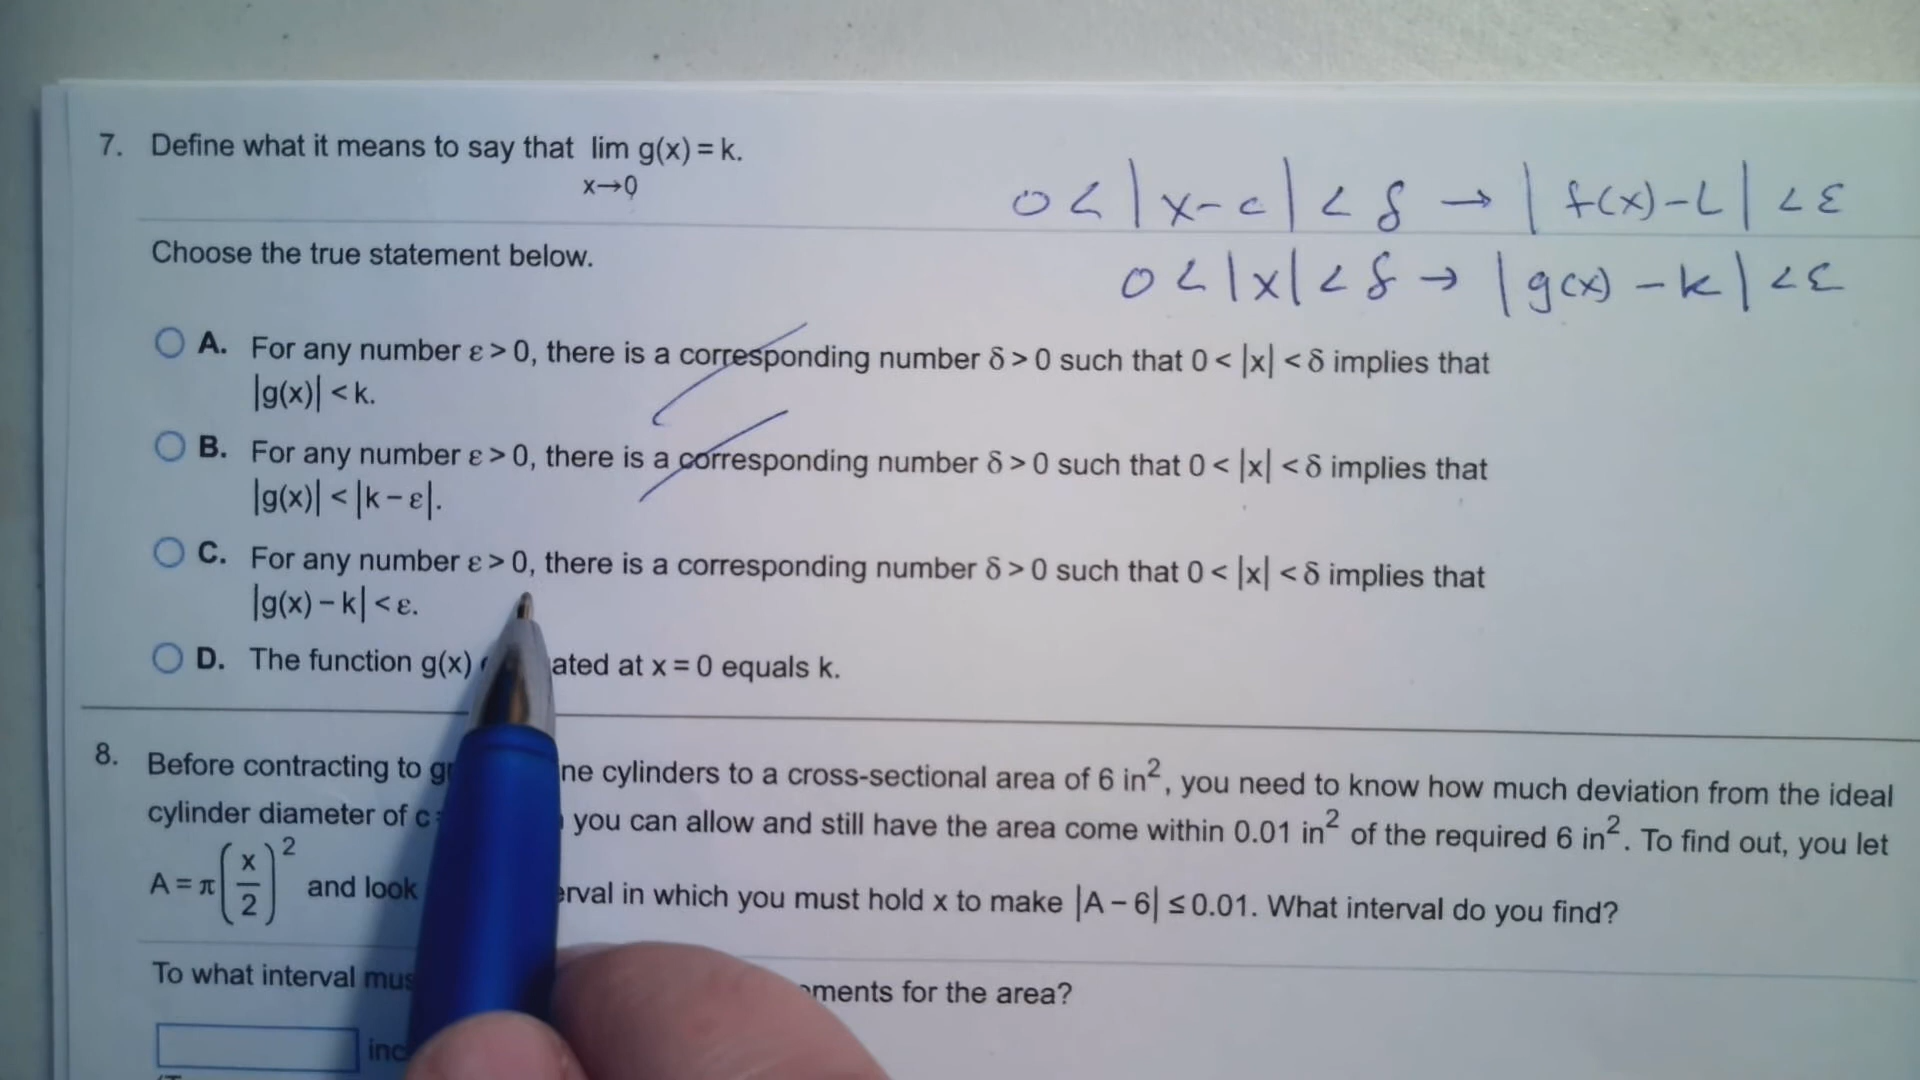 7. Define what it means to say that lim g(x) = k.
x→0
0 < |x - c| < δ → |f(x) - L| < ε
Choose the true statement below.
0 < |x| < δ → |g(x) - k| < ε
A. For any number ε > 0, there is a corresponding number δ > 0 such that 0 < |x| < δ implies that
|g(x)| < k.
B. For any number ε > 0, there is a corresponding number δ > 0 such that 0 < |x| < δ implies that
|g(x)| < |k - ε|.
C. For any number ε > 0, there is a corresponding number δ > 0 such that 0 < |x| < δ implies that
|g(x) - k| < ε.
D. The function g(x) ated at x = 0 equals k.
8. Before contracting to g ne cylinders to a cross-sectional area of 6 in², you need to know how much deviation from the ideal
cylinder diameter of c you can allow and still have the area come within 0.01 in² of the required 6 in². To find out, you let
A = π(x/2)² and look erval in which you must hold x to make |A - 6| ≤ 0.01. What interval do you find?
To what interval mus ments for the area?
inc